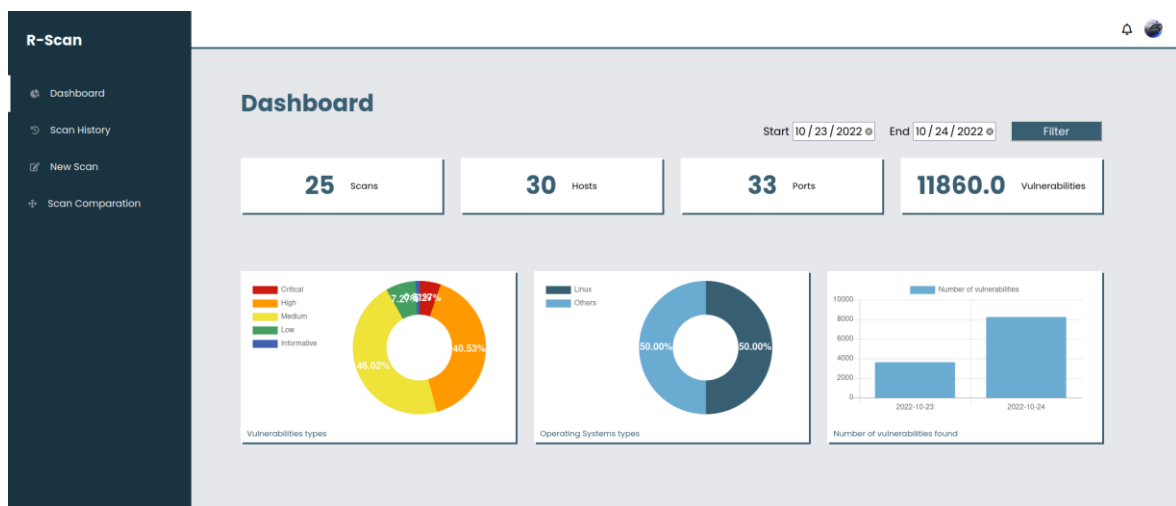 R-Scan
Dashboard
Scan History
New Scan
Scan Comparation
Dashboard
Start 10/23/2022 End 10/24/2022 Filter
25 Scans
30 Hosts
33 Ports
11860.0 Vulnerabilities
Critical
High
Medium
Low
Informative
7.27%
40.53%
46.02%
Vulnerabilities types
Linux
Others
50.00%
50.00%
Operating Systems types
Number of vulnerabilities
10000
8000
6000
4000
2000
0
2022-10-23
2022-10-24
Number of vulnerabilities found